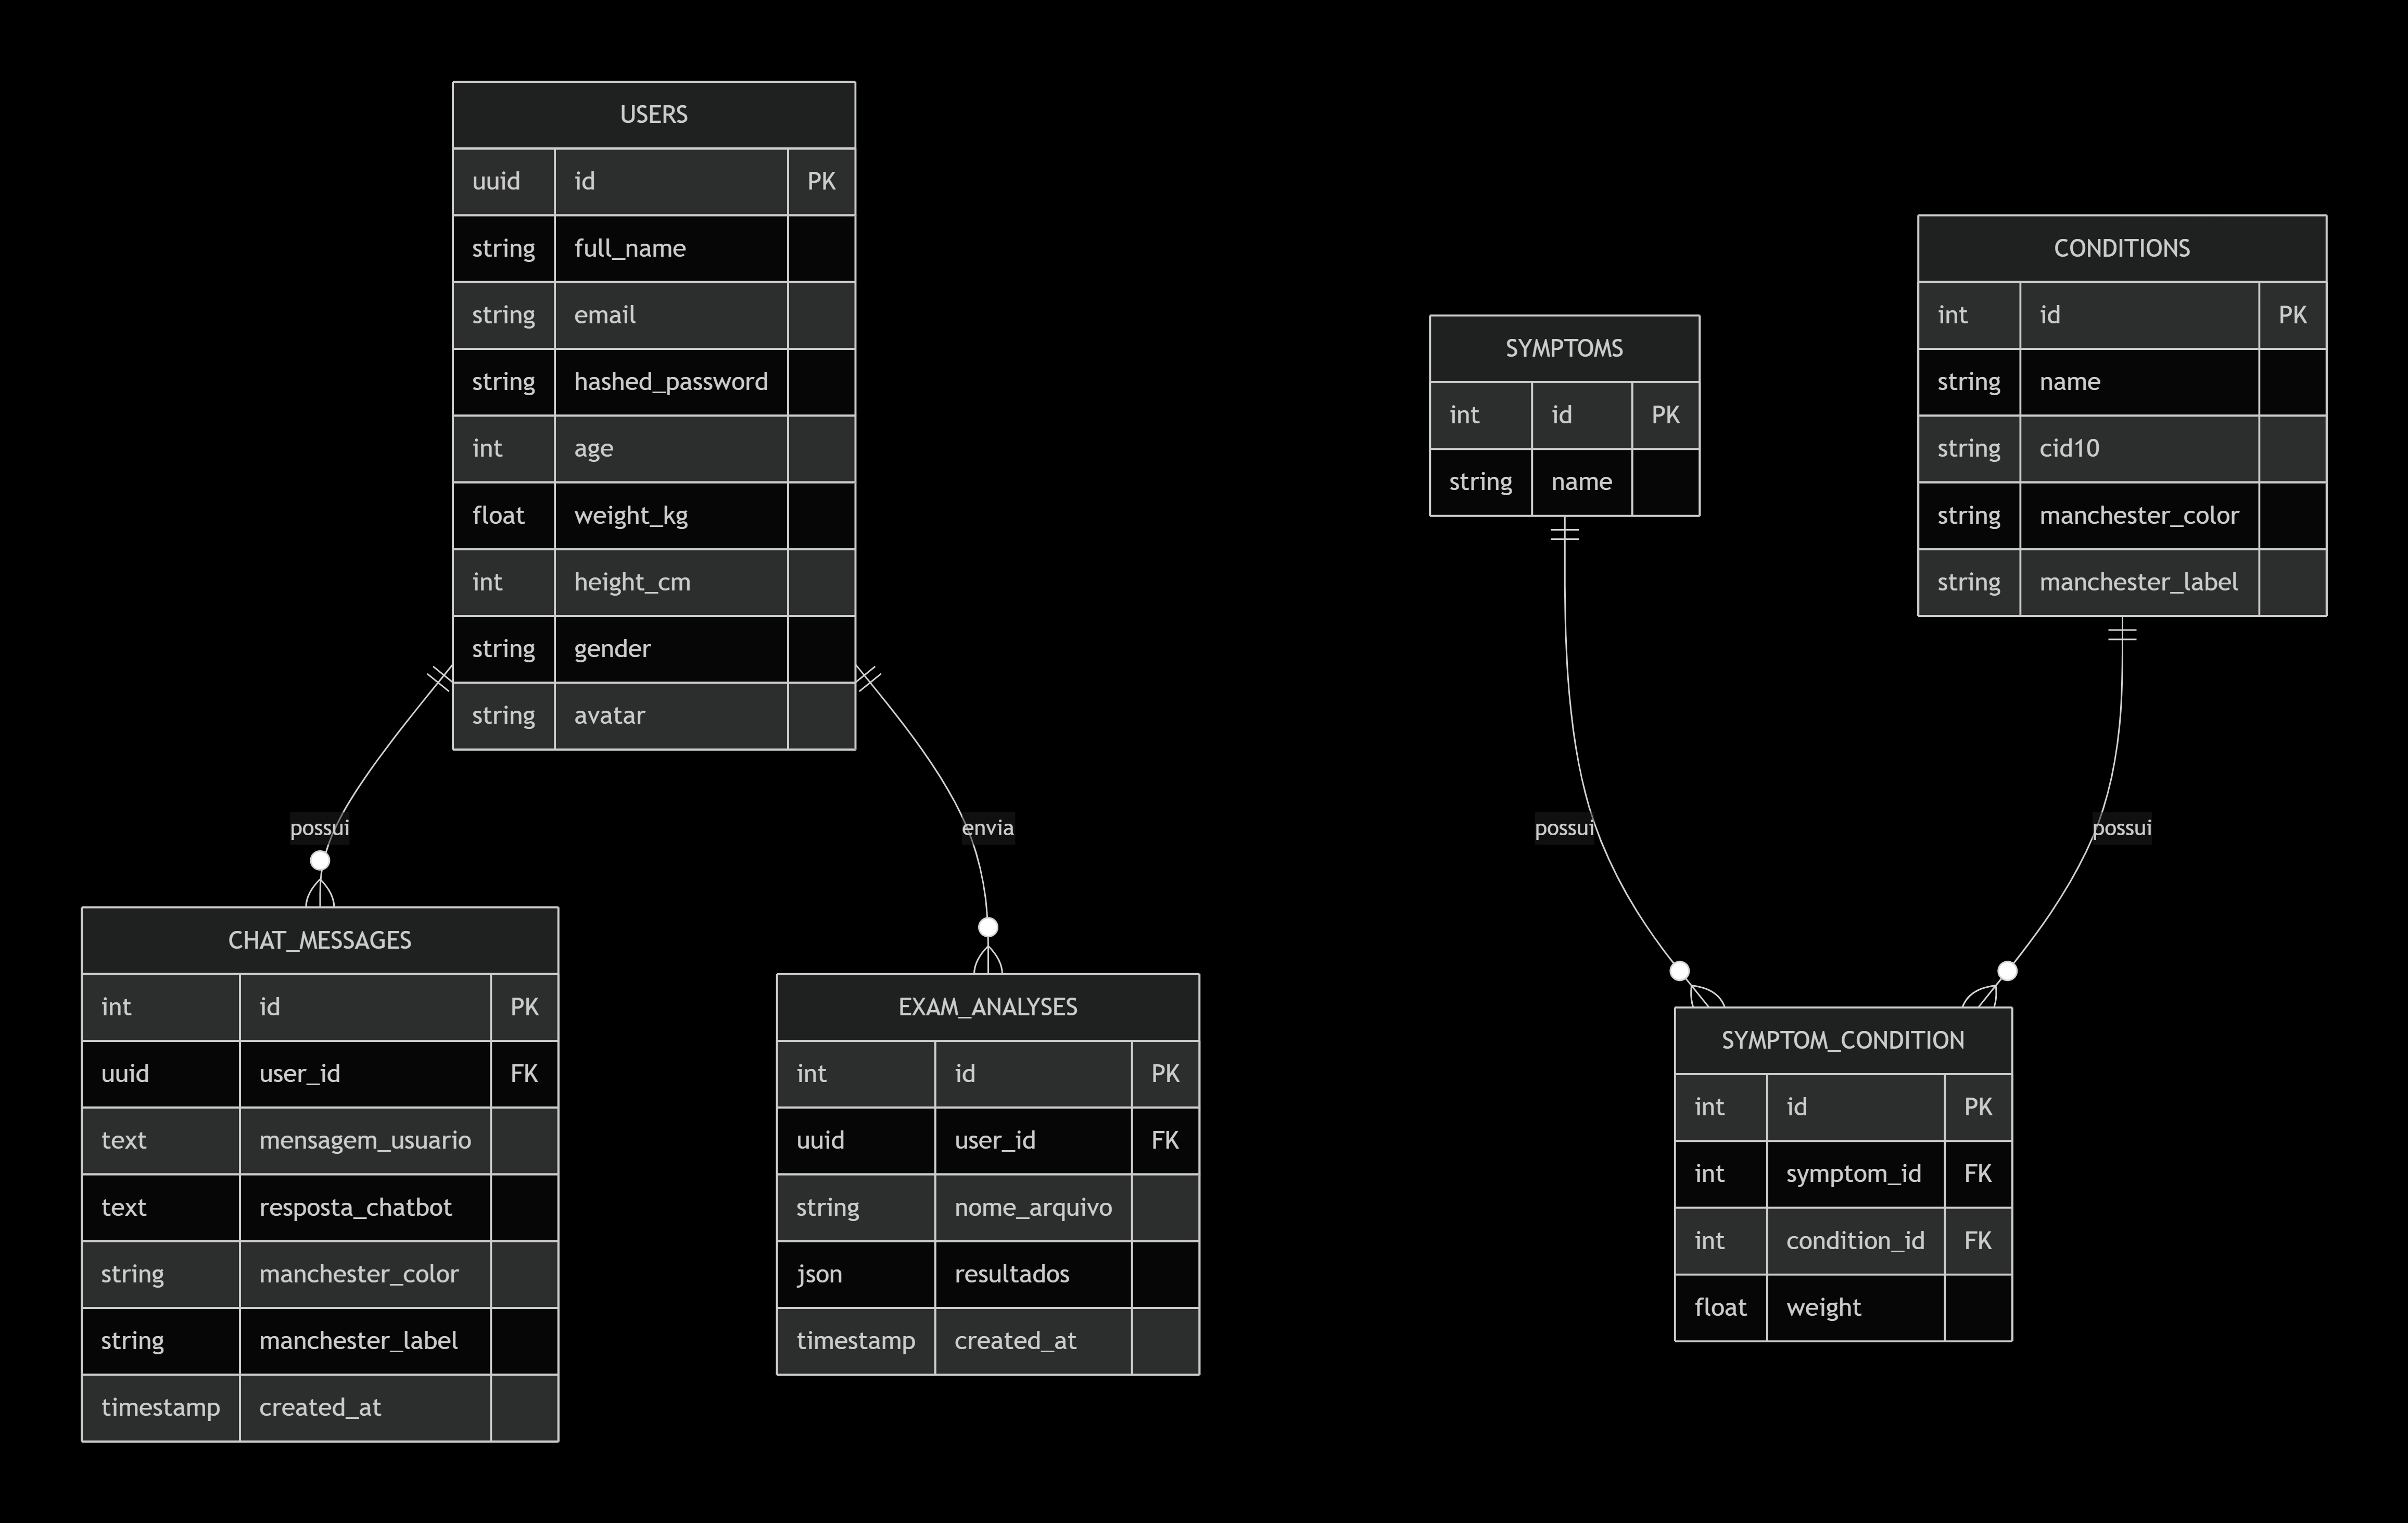 USERS
uuid id PK
string full_name
string email
string hashed_password
int age
float weight_kg
int height_cm
string gender
string avatar
SYMPTOMS
int id PK
string name
CONDITIONS
int id PK
string name
string cid10
string manchester_color
string manchester_label
possui
envia
possui
possui
CHAT_MESSAGES
int id PK
uuid user_id FK
text mensagem_usuario
text resposta_chatbot
string manchester_color
string manchester_label
timestamp created_at
EXAM_ANALYSES
int id PK
uuid user_id FK
string nome_arquivo
json resultados
timestamp created_at
SYMPTOM_CONDITION
int id PK
int symptom_id FK
int condition_id FK
float weight